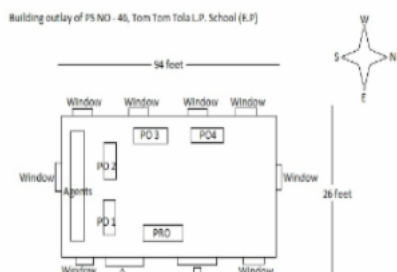 Building outlay of PS NO - 40, Tom Tom Tola L.P. School (E.P)
W
S N
E
94 feet
Window Window Window Window
PO 3 PO4
PO 2
Window Agents Window
26 feet
PO 1
PRO
Window Window